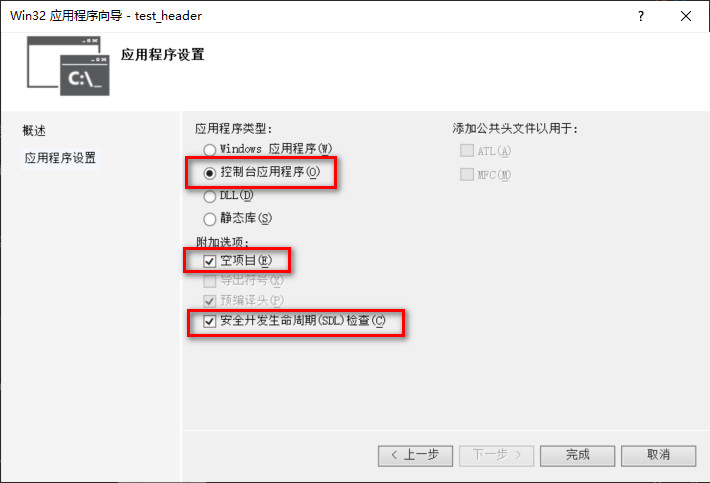 Win32 应用程序向导 - test_header
?
C:\_
应用程序设置
概述
应用程序设置
应用程序类型:
Windows 应用程序(W)
控制台应用程序(O)
DLL(D)
静态库(S)
附加选项:
空项目(E)
导出符号(X)
预编译头(P)
安全开发生命周期(SDL)检查(C)
添加公共头文件以用于:
ATL(A)
MFC(M)
< 上一步
下一步 >
完成
取消